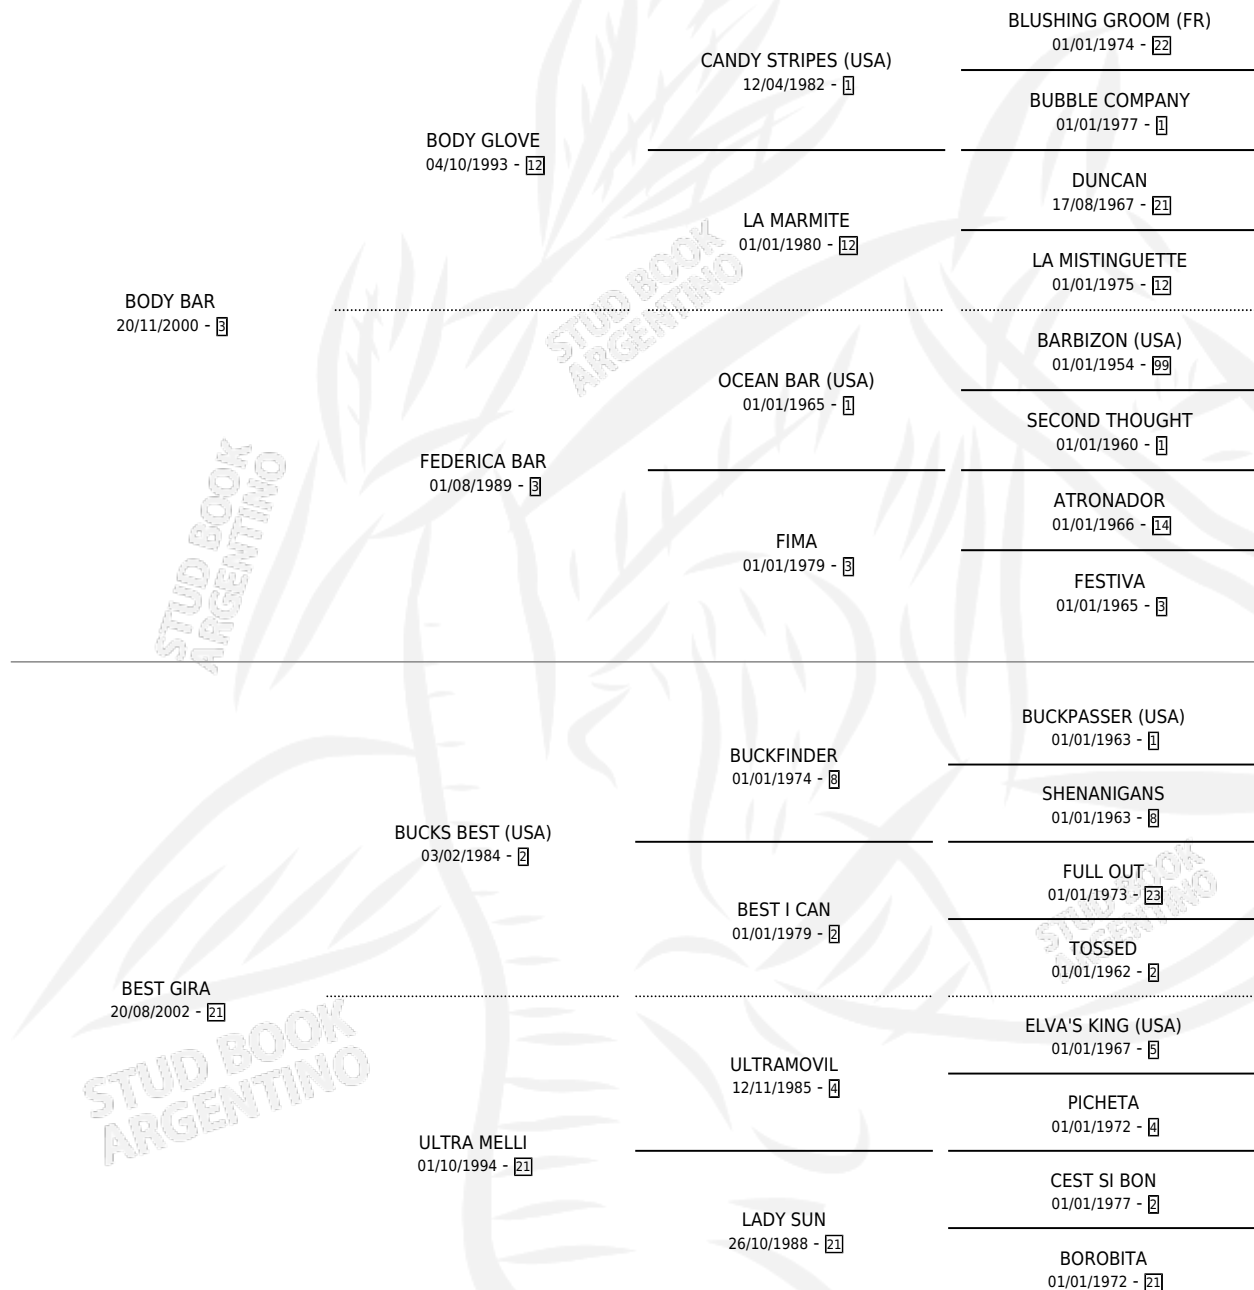 BLUSHING GROOM (FR)
01/01/1974 - 22
CANDY STRIPES (USA)
12/04/1982 - 1
BUBBLE COMPANY
01/01/1977 - 1
BODY GLOVE
04/10/1993 - 12
DUNCAN
17/08/1967 - 21
LA MARMITE
01/01/1980 - 12
LA MISTINGUETTE
01/01/1975 - 12
BODY BAR
20/11/2000 - 3
BARBIZON (USA)
01/01/1954 - 99
OCEAN BAR (USA)
01/01/1965 - 1
SECOND THOUGHT
01/01/1960 - 1
FEDERICA BAR
01/08/1989 - 3
ATRONADOR
01/01/1966 - 14
FIMA
01/01/1979 - 3
FESTIVA
01/01/1965 - 3
BUCKPASSER (USA)
01/01/1963 - 1
BUCKFINDER
01/01/1974 - 8
SHENANIGANS
01/01/1963 - 8
BUCKS BEST (USA)
03/02/1984 - 2
FULL OUT
01/01/1973 - 23
BEST I CAN
01/01/1979 - 2
TOSSED
01/01/1962 - 2
BEST GIRA
20/08/2002 - 21
ELVA'S KING (USA)
01/01/1967 - 5
ULTRAMOVIL
12/11/1985 - 4
PICHETA
01/01/1972 - 4
ULTRA MELLI
01/10/1994 - 21
CEST SI BON
01/01/1977 - 2
LADY SUN
26/10/1988 - 21
BOROBITA
01/01/1972 - 21
STUD BOOK
ARGENTINO
STUD BOOK
ARGENTINO
STUD BOOK
ARGENTINO
STUD BOOK
ARGENTINO